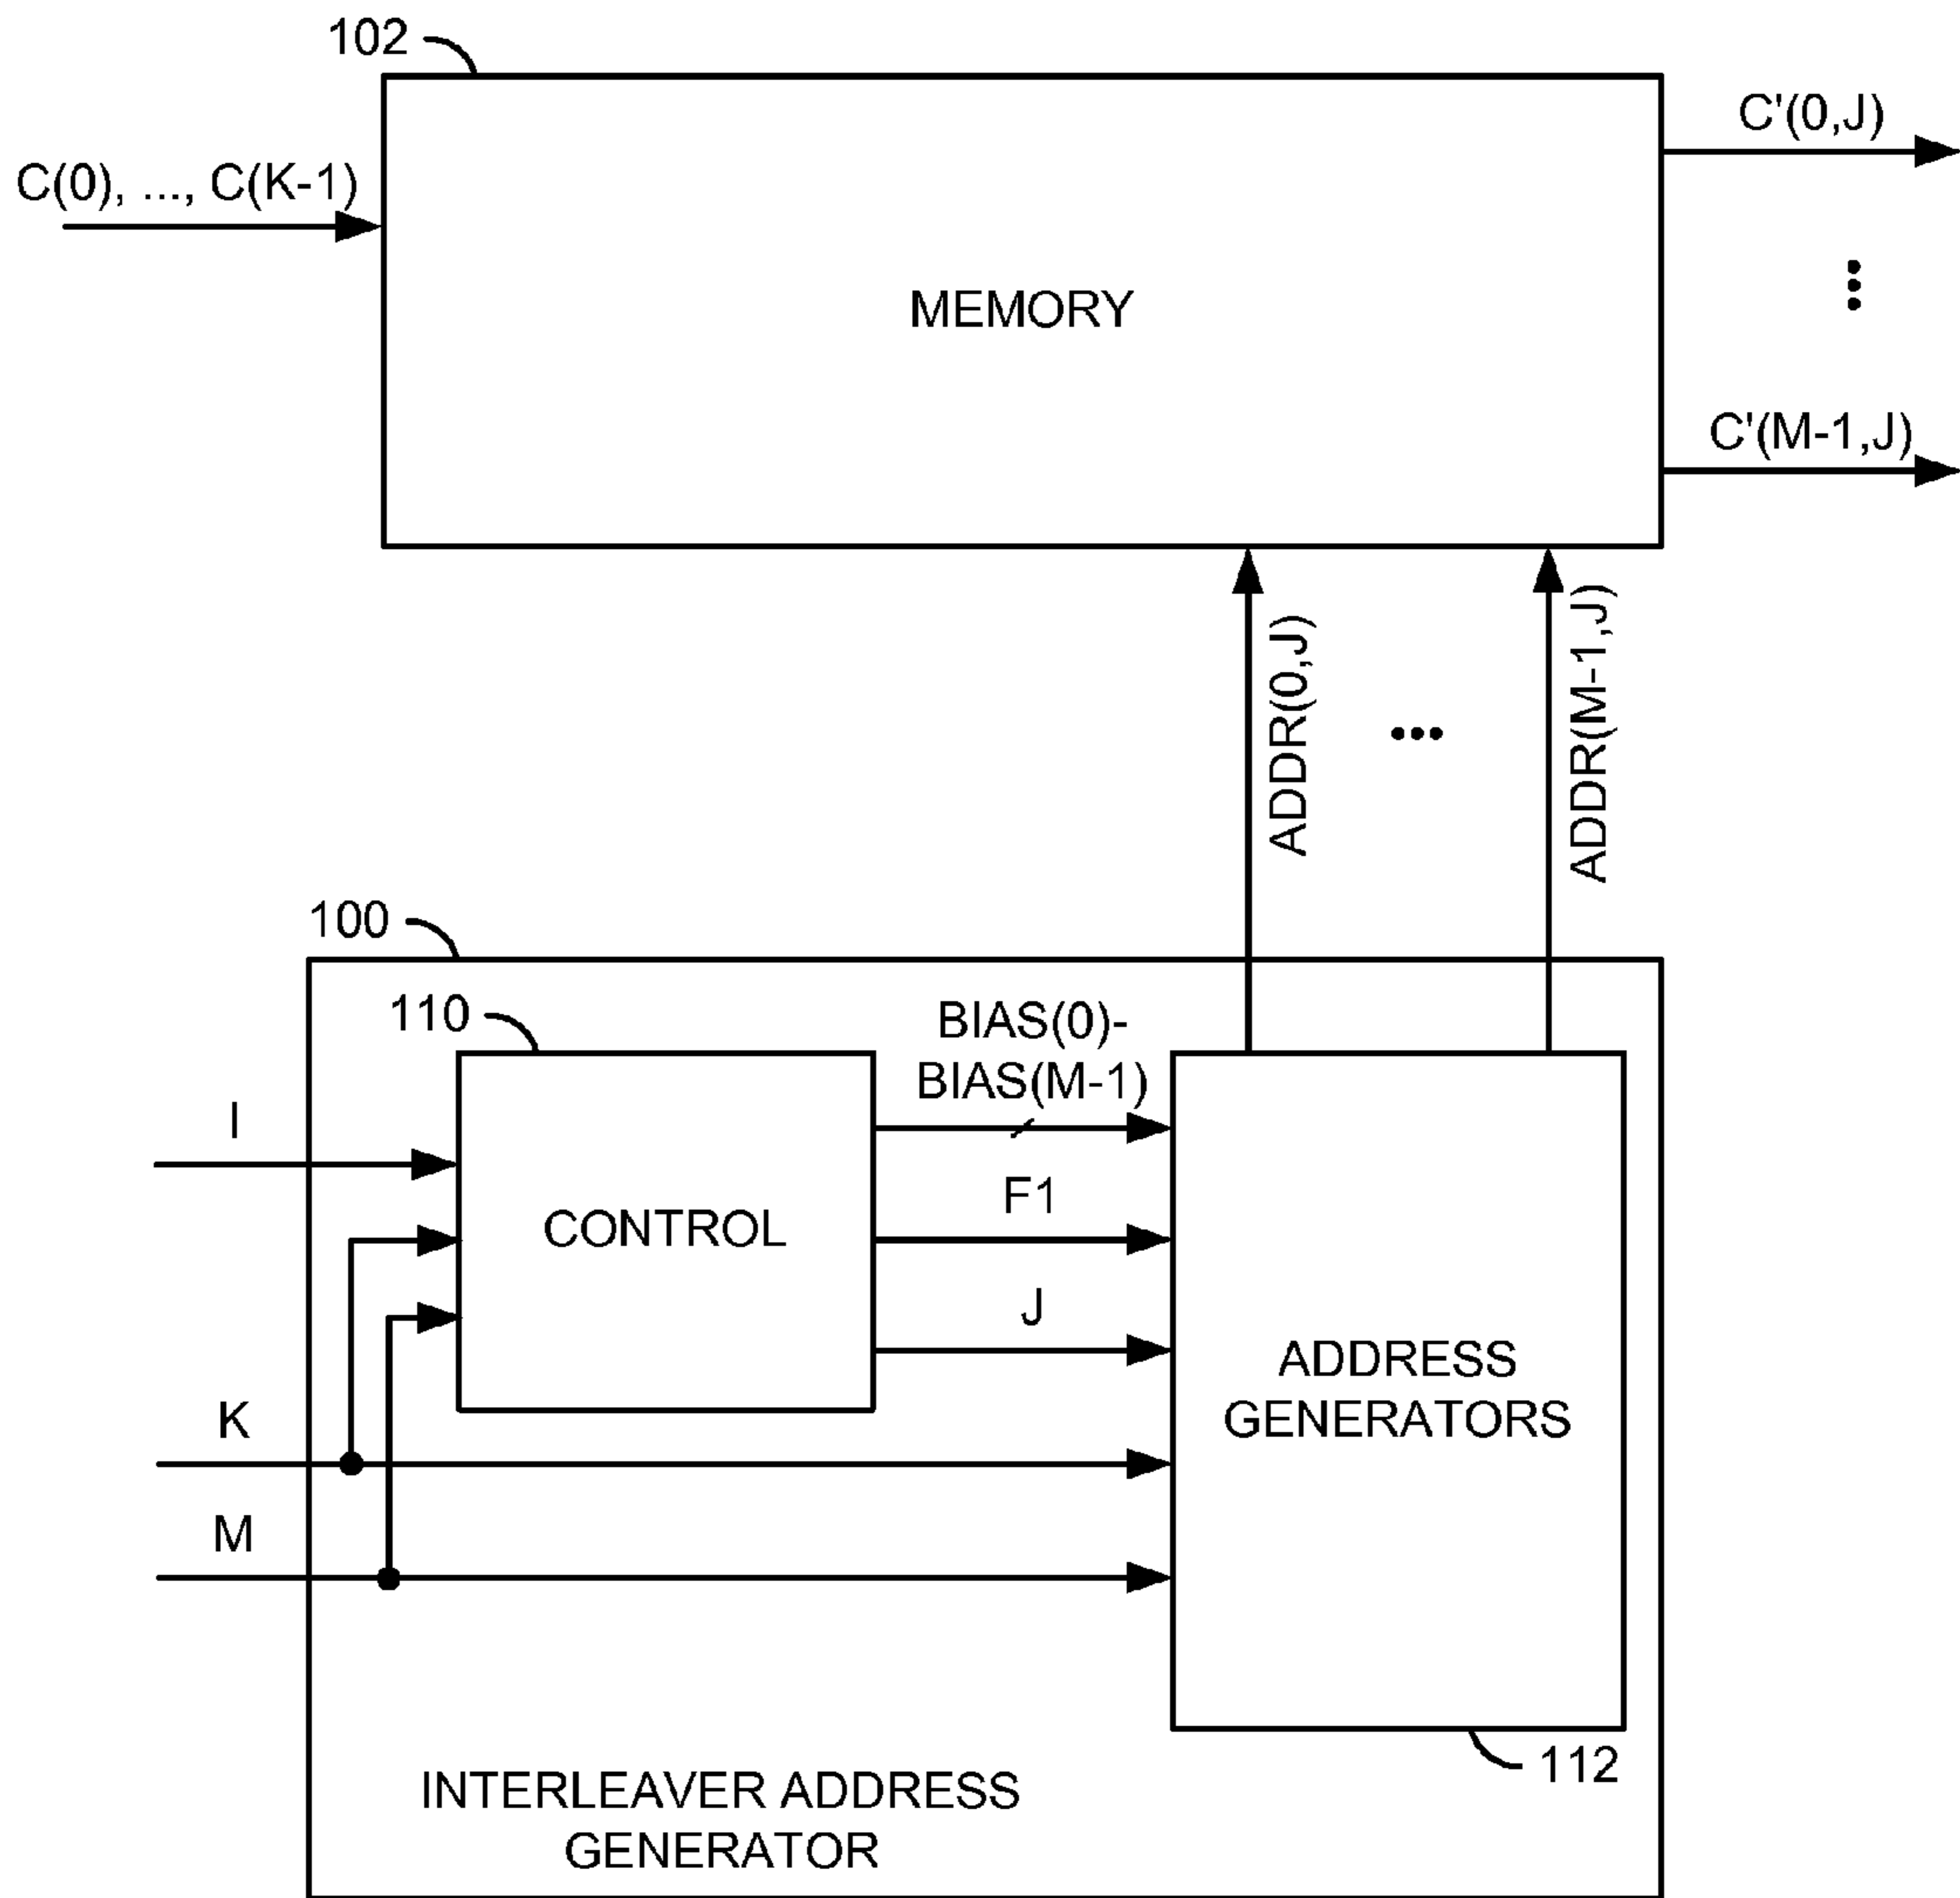 102
C(0), ..., C(K-1)
MEMORY
C'(0,J)
C'(M-1,J)
ADDR(0,J)
ADDR(M-1,J)
100
110
BIAS(0)-
BIAS(M-1)
I
F1
CONTROL
J
K
M
ADDRESS
GENERATORS
112
INTERLEAVER ADDRESS
GENERATOR